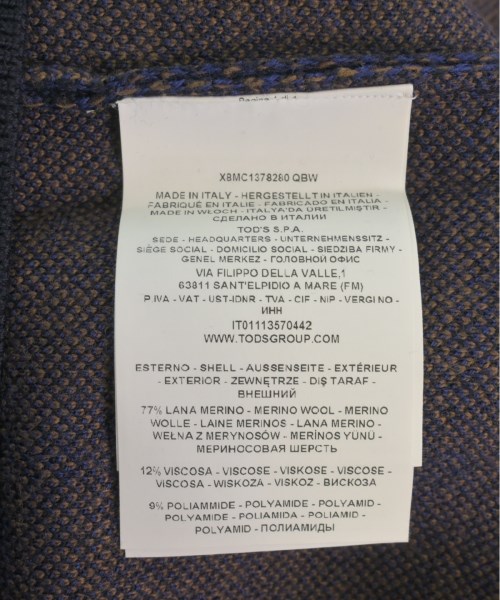 XBMC1378280 QBW
MADE IN ITALY - HERGESTELLT IN ITALIEN -
FABRIQUÉ EN ITALIE - FABRICADO EN ITALIA -
MADE IN WŁOCH - ITALYA'DA ÜRETILMIŞTIR -
СДЕЛАНО В ИТАЛИИ
TOD'S S.P.A.
SEDE - HEADQUARTERS - UNTERNEHMENSSITZ -
SIÈGE SOCIAL - DOMICILIO SOCIAL - SIEDZIBA FIRMY -
GENEL MERKEZ - ГОЛОВНОЙ ОФИС
VIA FILIPPO DELLA VALLE,1
63811 SANT'ELPIDIO A MARE (FM)
P.IVA - VAT - UST-IDNR - TVA - CIF - NIP - VERGI NO -
ИНН
IT01113570442
WWW.TODSGROUP.COM
ESTERNO - SHELL - AUSSENSEITE - EXTÉRIEUR
- EXTERIOR - ZEWNĘTRZE - DIŞ TARAF -
ВНЕШНИЙ
77% LANA MERINO - MERINO WOOL - MERINO
WOLLE - LAINE MERINOS - LANA MERINO -
WEŁNA Z MERYNOSÓW - MERİNOS YÜNÜ -
МЕРИНОСОВАЯ ШЕРСТЬ
12% VISCOSA - VISCOSE - VISKOSE - VISCOSE -
VISCOSA - WISKOZA - VISKOZ - ВИСКОЗА
9% POLIAMMIDE - POLYAMIDE - POLYAMID -
POLYAMIDE - POLIAMIDA - POLIAMID -
POLYAMID - ПОЛИАМИДЫ